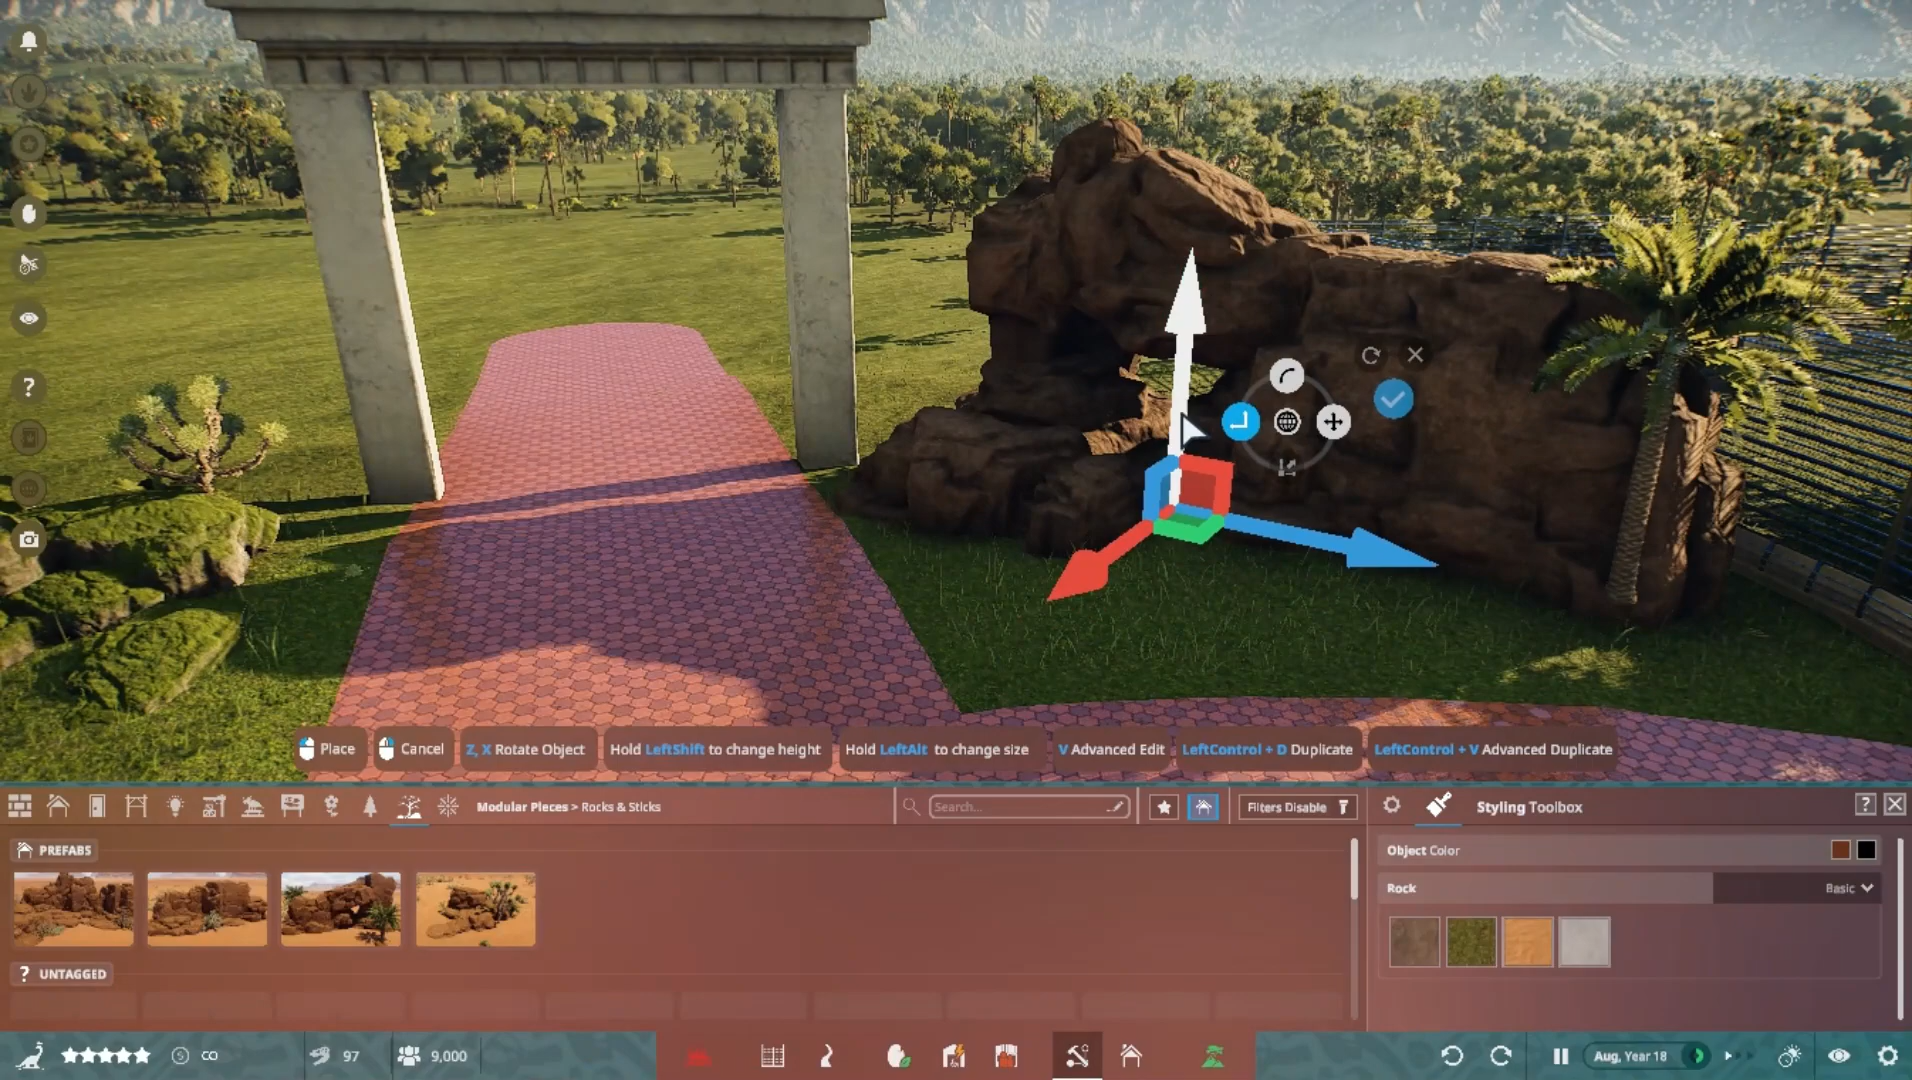 Place
Cancel
Z, X Rotate Object
Hold LeftShift to change height
Hold LeftAlt to change size
V Advanced Edit
LeftControl + D Duplicate
LeftControl + V Advanced Duplicate
Modular Pieces > Rocks & Sticks
Search...
Filters Disable
Styling Toolbox
?
PREFABS
Object Color
Rock
Basic
? UNTAGGED
97
9,000
Aug, Year 18